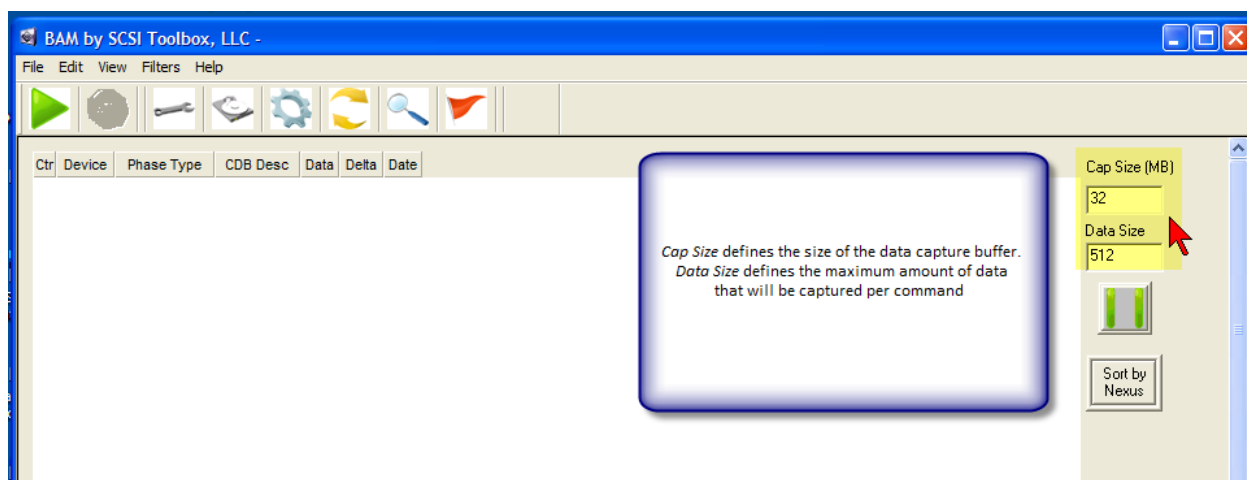 BAM by SCSI Toolbox, LLC -
File Edit View Filters Help
Ctr Device Phase Type CDB Desc Data Delta Date
Cap Size (MB)
32
Data Size
512
Cap Size defines the size of the data capture buffer.
Data Size defines the maximum amount of data
that will be captured per command
Sort by
Nexus